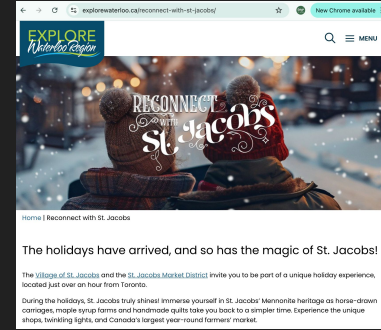 explorewaterloo.ca/reconnect-with-st-jacobs/
New Chrome available
EXPLORE
Waterloo Region
MENU
RECONNECT
WITH
St. Jacobs
Home | Reconnect with St. Jacobs
The holidays have arrived, and so has the magic of St. Jacobs!
The Village of St. Jacobs and the St. Jacobs Market District invite you to be part of a unique holiday experience,
located just over an hour from Toronto.
During the holidays, St. Jacobs truly shines! Immerse yourself in St. Jacobs' Mennonite heritage as horse-drawn
carriages, maple syrup farms and handmade quilts take you back to a simpler time. Experience the unique
shops, twinkling lights, and Canada's largest year-round farmers' market.